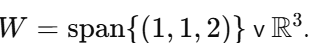 W = span{(1, 1, 2)} v ℝ³.